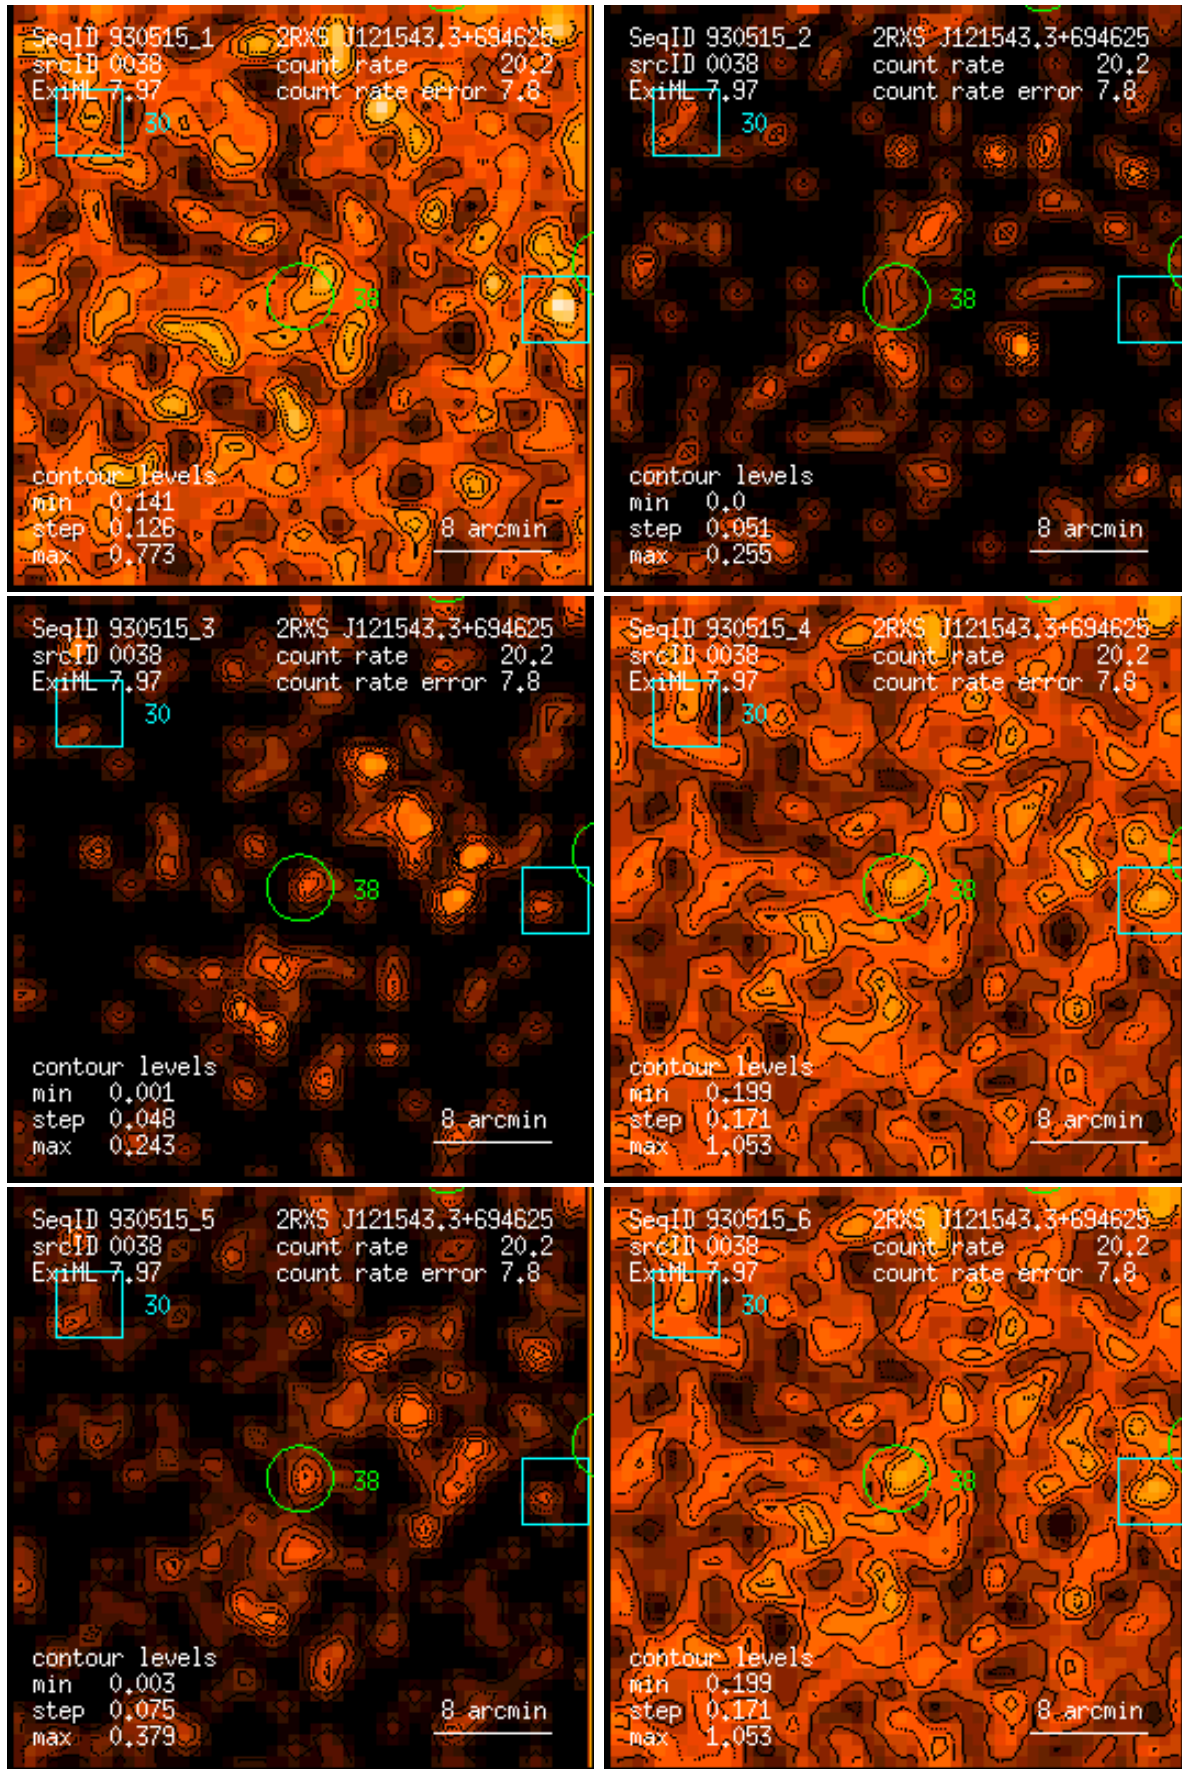 SeqID 930515_1 2RXS J121543.3+694625
srcID 0038 count rate 20.2
ExiML 7.97 count rate error 7.8
30
38
contour levels
min 0.141
step 0.126 8 arcmin
max 0.773
SeqID 930515_2 2RXS J121543.3+694625
srcID 0038 count rate 20.2
ExiML 7.97 count rate error 7.8
30
38
contour levels
min 0.0
step 0.051 8 arcmin
max 0.255
SeqID 930515_3 2RXS J121543.3+694625
srcID 0038 count rate 20.2
ExiML 7.97 count rate error 7.8
30
38
contour levels
min 0.001
step 0.048 8 arcmin
max 0.243
SeqID 930515_4 2RXS J121543.3+694625
srcID 0038 count rate 20.2
ExiML 7.97 count rate error 7.8
30
38
contour levels
min 0.199
step 0.171 8 arcmin
max 1.053
SeqID 930515_5 2RXS J121543.3+694625
srcID 0038 count rate 20.2
ExiML 7.97 count rate error 7.8
30
38
contour levels
min 0.003
step 0.075 8 arcmin
max 0.379
SeqID 930515_6 2RXS J121543.3+694625
srcID 0038 count rate 20.2
ExiML 7.97 count rate error 7.8
30
38
contour levels
min 0.199
step 0.171 8 arcmin
max 1.053